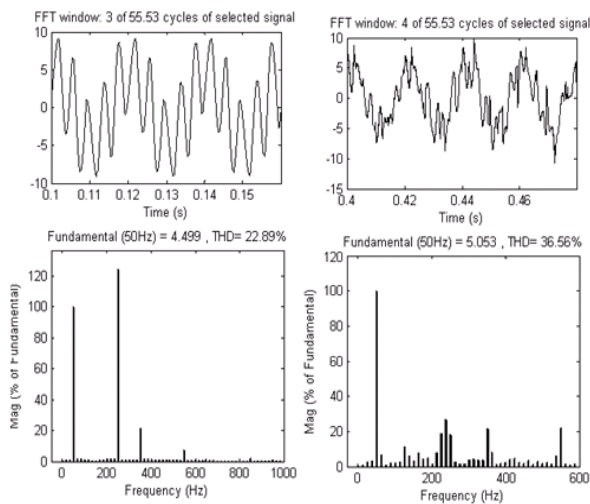 FFT window: 3 of 55.53 cycles of selected signal
10
5
0
-5
-10
0.1 0.11 0.12 0.13 0.14 0.15
Time (s)
FFT window: 4 of 55.53 cycles of selected signal
10
5
0
-5
-10
-15
0.4 0.42 0.44 0.46
Time (s)
Fundamental (50Hz) = 4.499 , THD= 22.89%
Mag (% of Fundamental)
120
100
80
60
40
20
0
0 200 400 600 800 1000
Frequency (Hz)
Fundamental (50Hz) = 5.053 , THD= 36.56%
Mag (% of Fundamental)
120
100
80
60
40
20
0
0 200 400 600
Frequency (Hz)